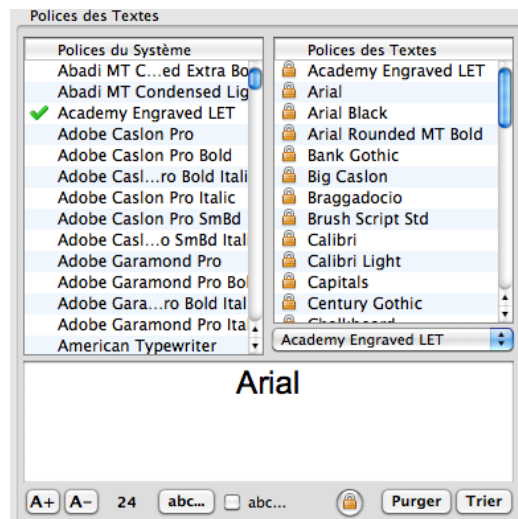 Polices des Textes
Polices du Système
Abadi MT C...ed Extra Bo
Abadi MT Condensed Lig
Academy Engraved LET
Adobe Caslon Pro
Adobe Caslon Pro Bold
Adobe Casl...ro Bold Itali
Adobe Caslon Pro Italic
Adobe Caslon Pro SmBd
Adobe Casl...o SmBd Ital
Adobe Garamond Pro
Adobe Garamond Pro Bol
Adobe Gara...ro Bold Ital
Adobe Garamond Pro Ita
American Typewriter
Polices des Textes
Academy Engraved LET
Arial
Arial Black
Arial Rounded MT Bold
Bank Gothic
Big Caslon
Braggadocio
Brush Script Std
Calibri
Calibri Light
Capitals
Century Gothic
Chalkboard
Academy Engraved LET
Arial
A+ A- 24 abc... abc... Purger Trier